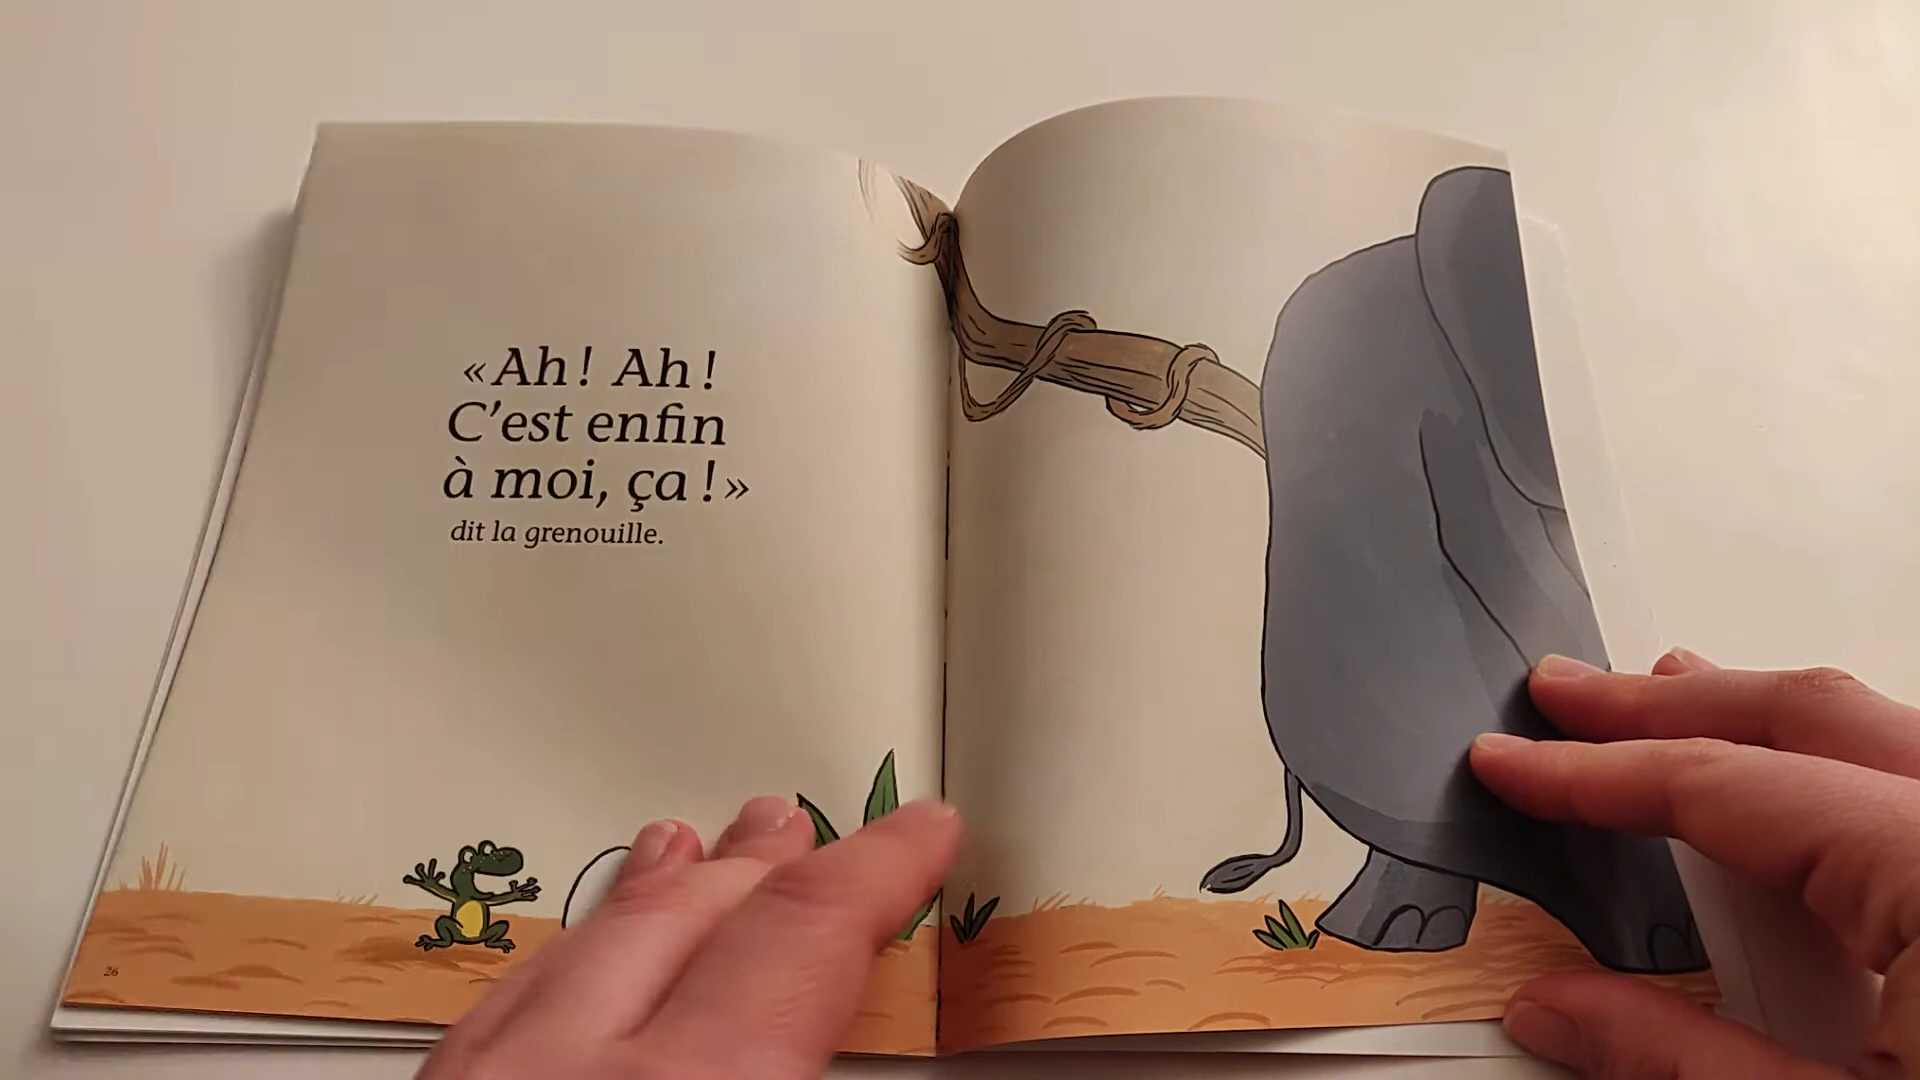 «Ah ! Ah !
C'est enfin
à moi, ça !»
dit la grenouille.
26